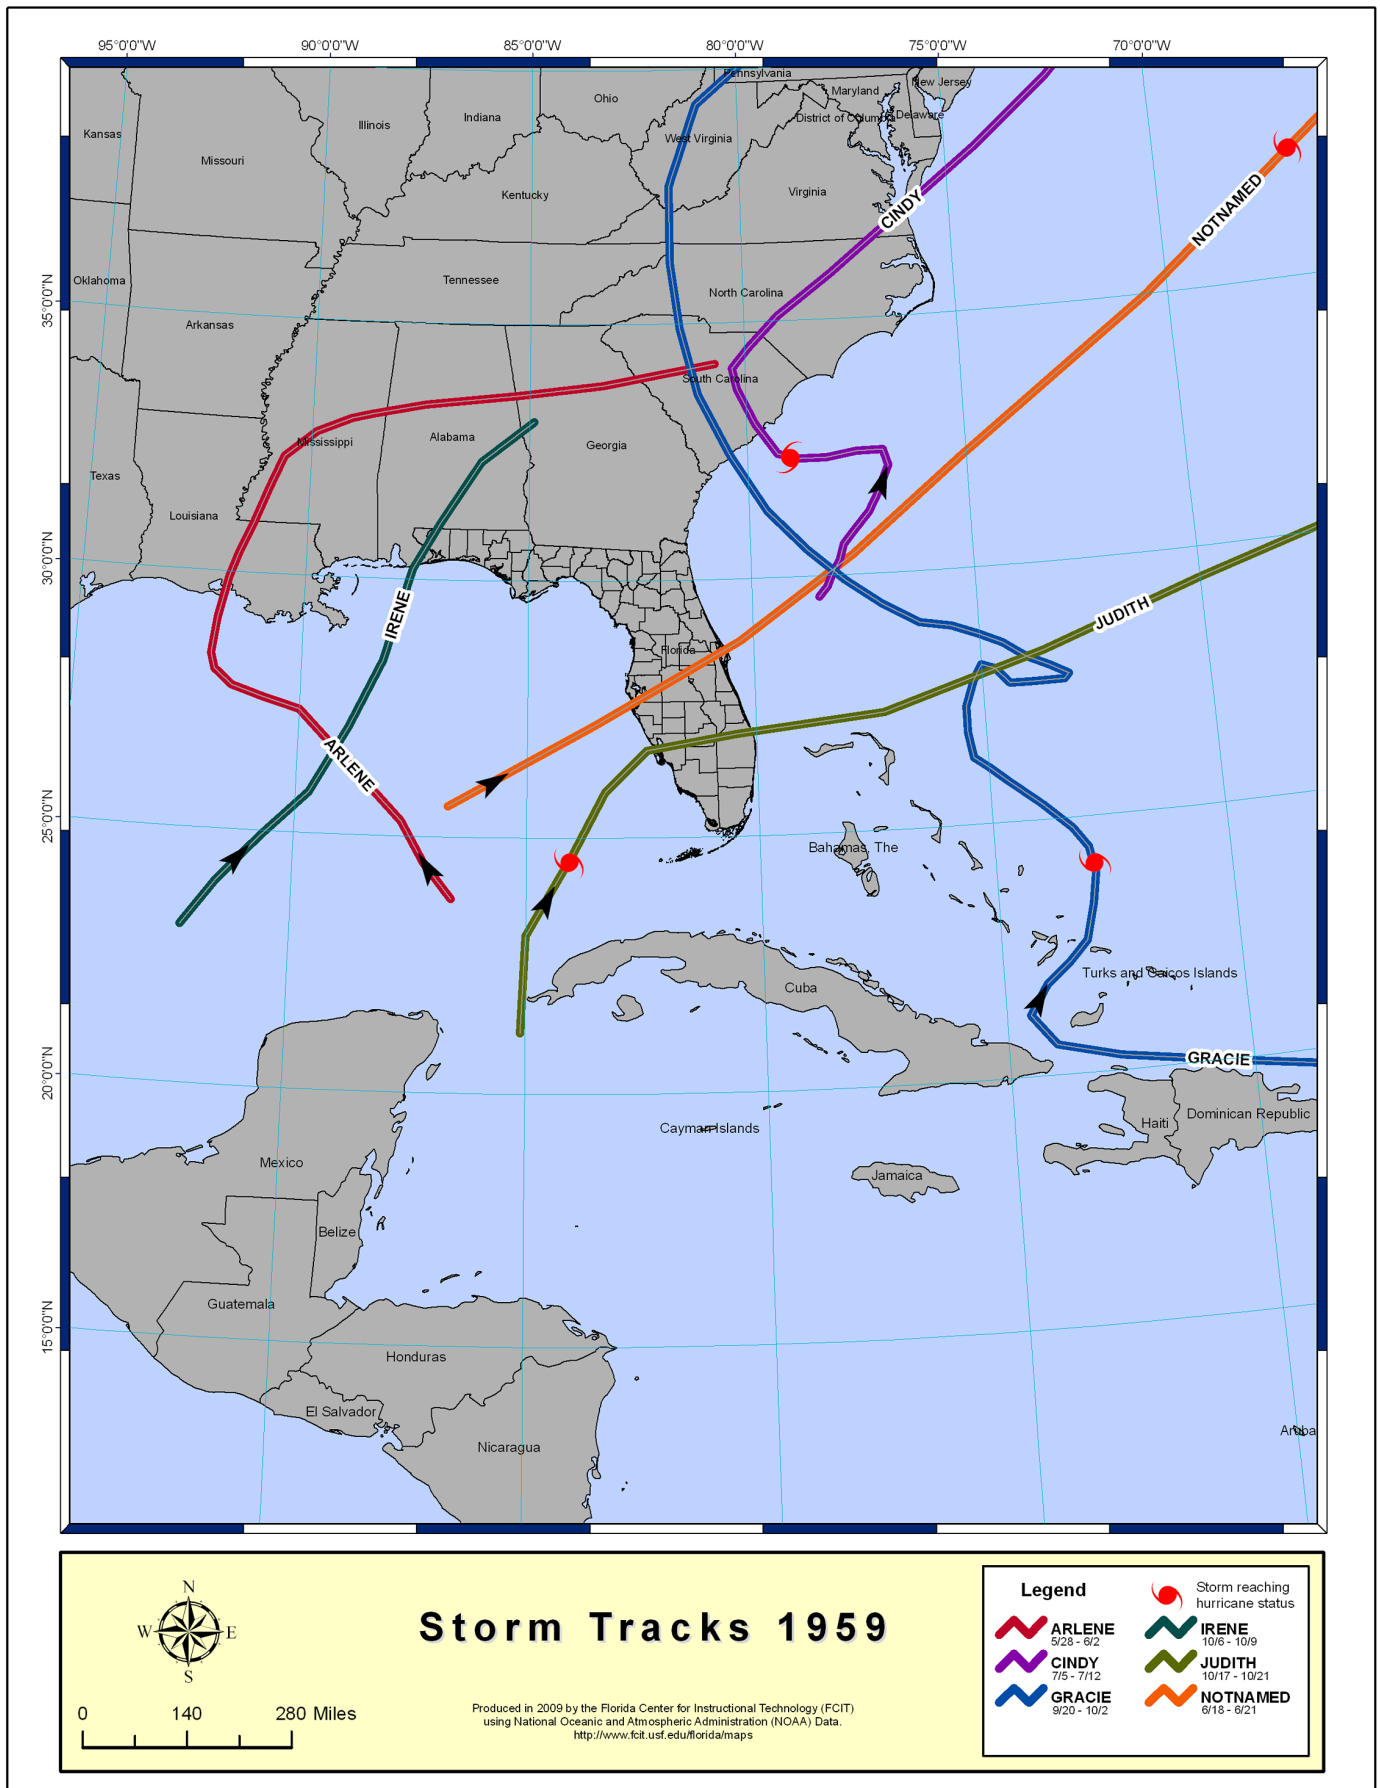 95°0'0"W 90°0'0"W 85°0'0"W 80°0'0"W 75°0'0"W 70°0'0"W
Pennsylvania
New Jersey
Maryland
Ohio
Indiana
Illinois
District of Columbia
Delaware
Kansas
West Virginia
Missouri
Kentucky
Virginia
CINDY
NOTNAMED
35°0'0"N
Oklahoma
Tennessee
North Carolina
Arkansas
South Carolina
Mississippi
Alabama
Georgia
Texas
Louisiana
30°0'0"N
IRENE
JUDITH
Florida
ARLENE
25°0'0"N
Bahamas, The
Turks and Caicos Islands
Cuba
GRACIE
20°0'0"N
Cayman Islands
Haiti
Dominican Republic
Mexico
Jamaica
Belize
15°0'0"N
Guatemala
Honduras
El Salvador
Nicaragua
Aruba
N
W
E
S
0 140 280 Miles
Storm Tracks 1959
Produced in 2009 by the Florida Center for Instructional Technology (FCIT)
using National Oceanic and Atmospheric Administration (NOAA) Data.
http://www.fcit.usf.edu/florida/maps
Legend
Storm reaching
hurricane status
ARLENE
5/28 - 6/2
IRENE
10/6 - 10/9
CINDY
7/5 - 7/12
JUDITH
10/17 - 10/21
GRACIE
9/20 - 10/2
NOTNAMED
6/18 - 6/21